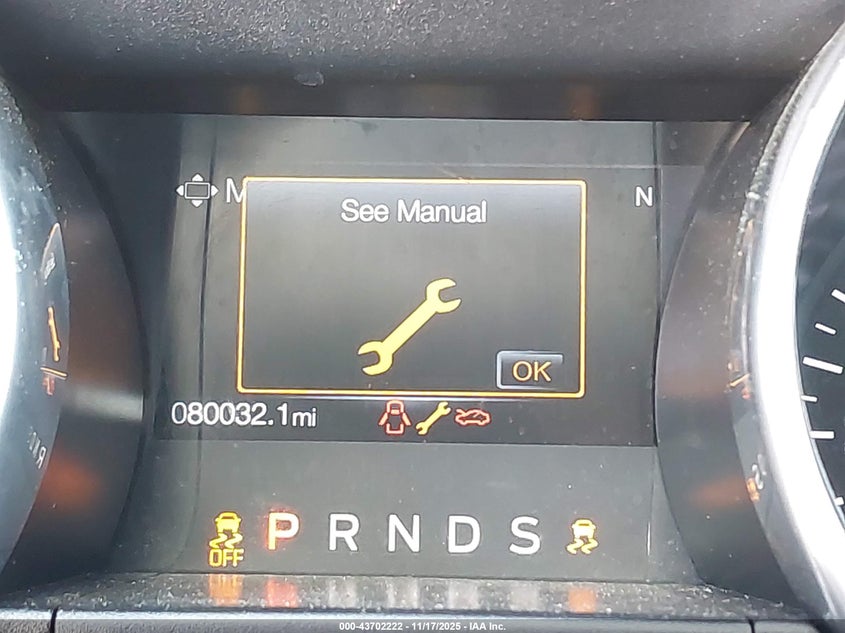 M
N
See Manual
OK
080032.1mi
OFF P R N D S
000-43702222 - 11/17/2025 - IAA Inc.